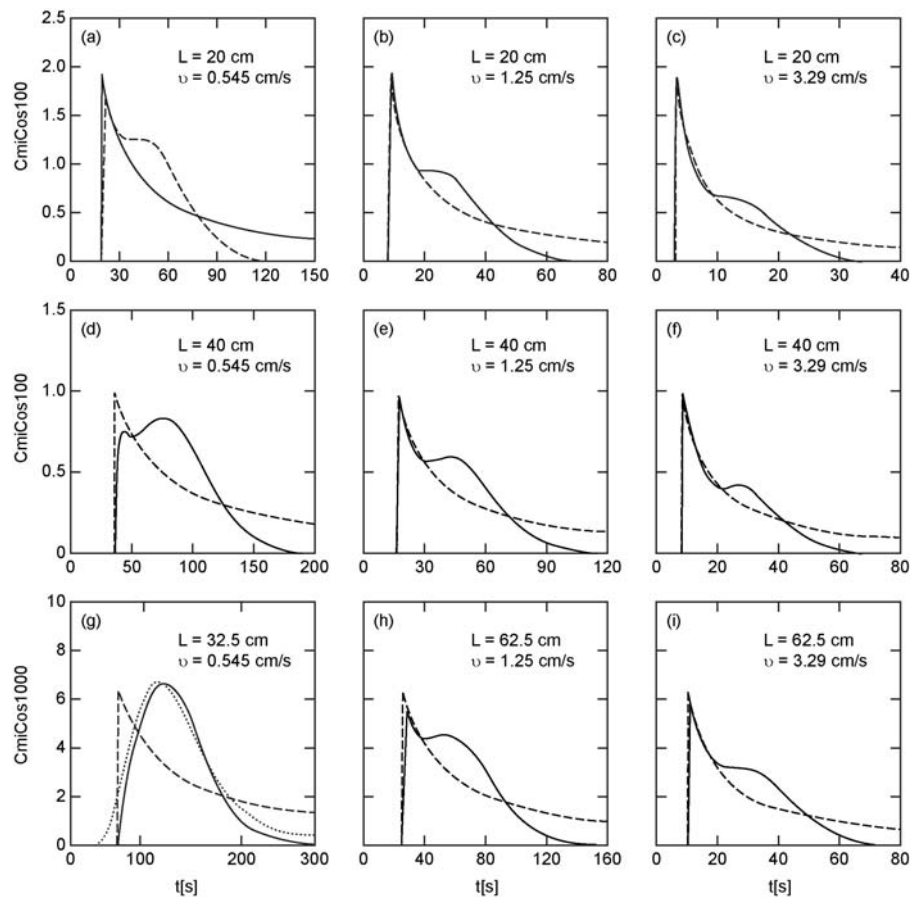 (a)
L = 20 cm
υ = 0.545 cm/s
2.5
2.0
1.5
1.0
0.5
0
CmiCos100
0 30 60 90 120 150
(b)
L = 20 cm
υ = 1.25 cm/s
0 20 40 60 80
(c)
L = 20 cm
υ = 3.29 cm/s
0 10 20 30 40
(d)
L = 40 cm
υ = 0.545 cm/s
1.5
1.0
0.5
0
CmiCos100
0 50 100 150 200
(e)
L = 40 cm
υ = 1.25 cm/s
0 30 60 90 120
(f)
L = 40 cm
υ = 3.29 cm/s
0 20 40 60 80
(g)
L = 32.5 cm
υ = 0.545 cm/s
10
8
6
4
2
0
CmiCos1000
100 200 300
t[s]
(h)
L = 62.5 cm
υ = 1.25 cm/s
0 40 80 120 160
t[s]
(i)
L = 62.5 cm
υ = 3.29 cm/s
0 20 40 60 80
t[s]